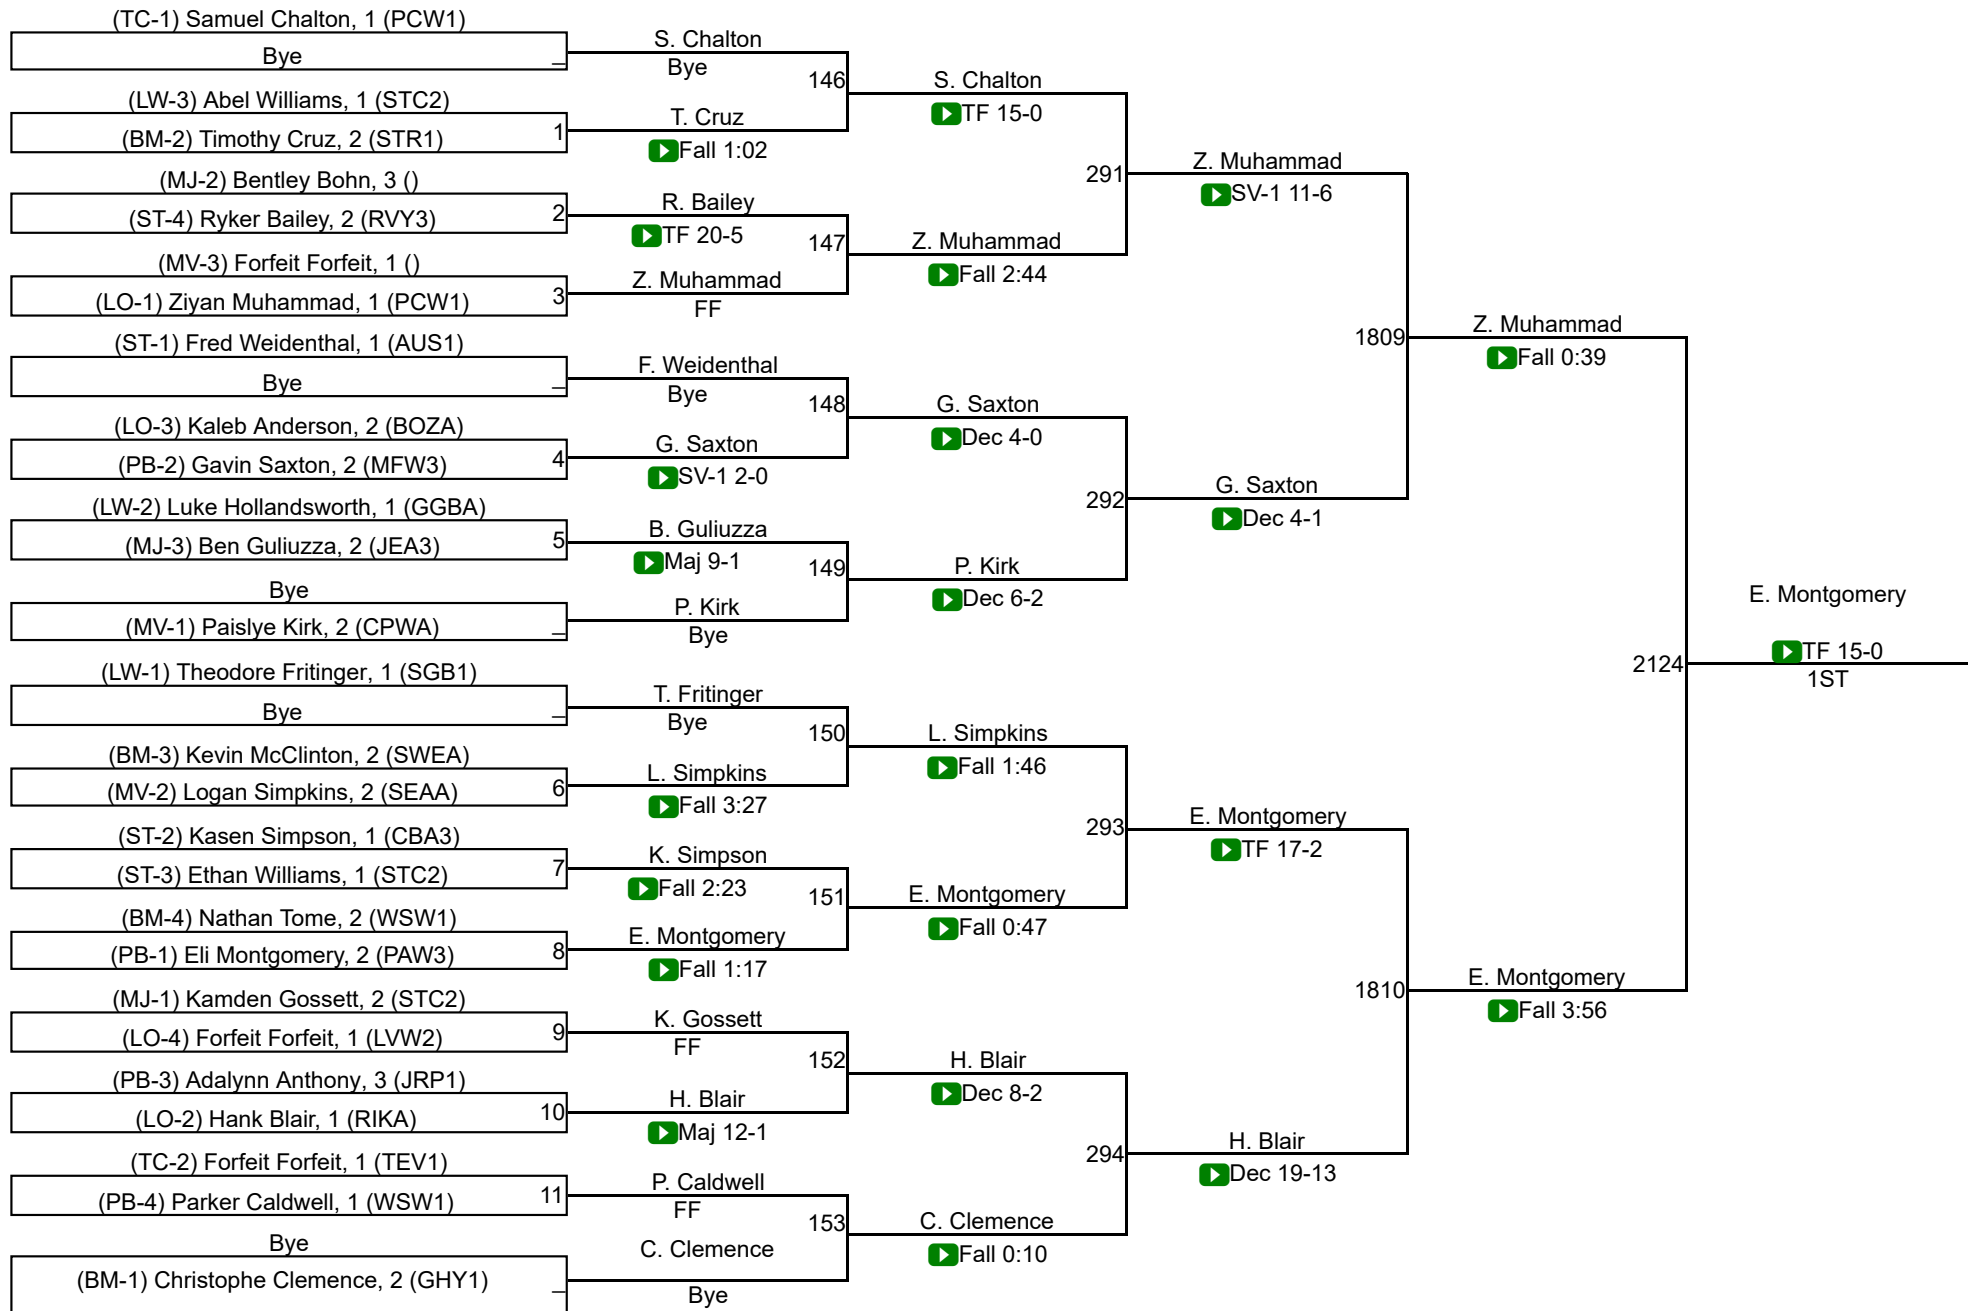 (TC-1) Samuel Chalton, 1 (PCW1)
Bye
(LW-3) Abel Williams, 1 (STC2)
1
(BM-2) Timothy Cruz, 2 (STR1)
(MJ-2) Bentley Bohn, 3 ()
2
(ST-4) Ryker Bailey, 2 (RVY3)
(MV-3) Forfeit Forfeit, 1 ()
3
(LO-1) Ziyan Muhammad, 1 (PCW1)
(ST-1) Fred Weidenthal, 1 (AUS1)
Bye
(LO-3) Kaleb Anderson, 2 (BOZA)
4
(PB-2) Gavin Saxton, 2 (MFW3)
(LW-2) Luke Hollandsworth, 1 (GGBA)
5
(MJ-3) Ben Guliuzza, 2 (JEA3)
Bye
(MV-1) Paislye Kirk, 2 (CPWA)
(LW-1) Theodore Fritinger, 1 (SGB1)
Bye
(BM-3) Kevin McClinton, 2 (SWEA)
6
(MV-2) Logan Simpkins, 2 (SEAA)
(ST-2) Kasen Simpson, 1 (CBA3)
7
(ST-3) Ethan Williams, 1 (STC2)
(BM-4) Nathan Tome, 2 (WSW1)
8
(PB-1) Eli Montgomery, 2 (PAW3)
(MJ-1) Kamden Gossett, 2 (STC2)
9
(LO-4) Forfeit Forfeit, 1 (LVW2)
(PB-3) Adalynn Anthony, 3 (JRP1)
10
(LO-2) Hank Blair, 1 (RIKA)
(TC-2) Forfeit Forfeit, 1 (TEV1)
11
(PB-4) Parker Caldwell, 1 (WSW1)
Bye
(BM-1) Christophe Clemence, 2 (GHY1)
S. Chalton
Bye
146
T. Cruz
Fall 1:02
R. Bailey
TF 20-5
147
Z. Muhammad
FF
F. Weidenthal
Bye
148
G. Saxton
SV-1 2-0
B. Guliuzza
Maj 9-1
149
P. Kirk
Bye
T. Fritinger
Bye
150
L. Simpkins
Fall 3:27
K. Simpson
Fall 2:23
151
E. Montgomery
Fall 1:17
K. Gossett
FF
152
H. Blair
Maj 12-1
P. Caldwell
FF
153
C. Clemence
Bye
S. Chalton
TF 15-0
291
Z. Muhammad
Fall 2:44
G. Saxton
Dec 4-0
292
P. Kirk
Dec 6-2
L. Simpkins
Fall 1:46
293
E. Montgomery
Fall 0:47
H. Blair
Dec 8-2
294
C. Clemence
Fall 0:10
Z. Muhammad
SV-1 11-6
1809
G. Saxton
Dec 4-1
E. Montgomery
TF 17-2
1810
H. Blair
Dec 19-13
Z. Muhammad
Fall 0:39
2124
E. Montgomery
Fall 3:56
E. Montgomery
TF 15-0
1ST